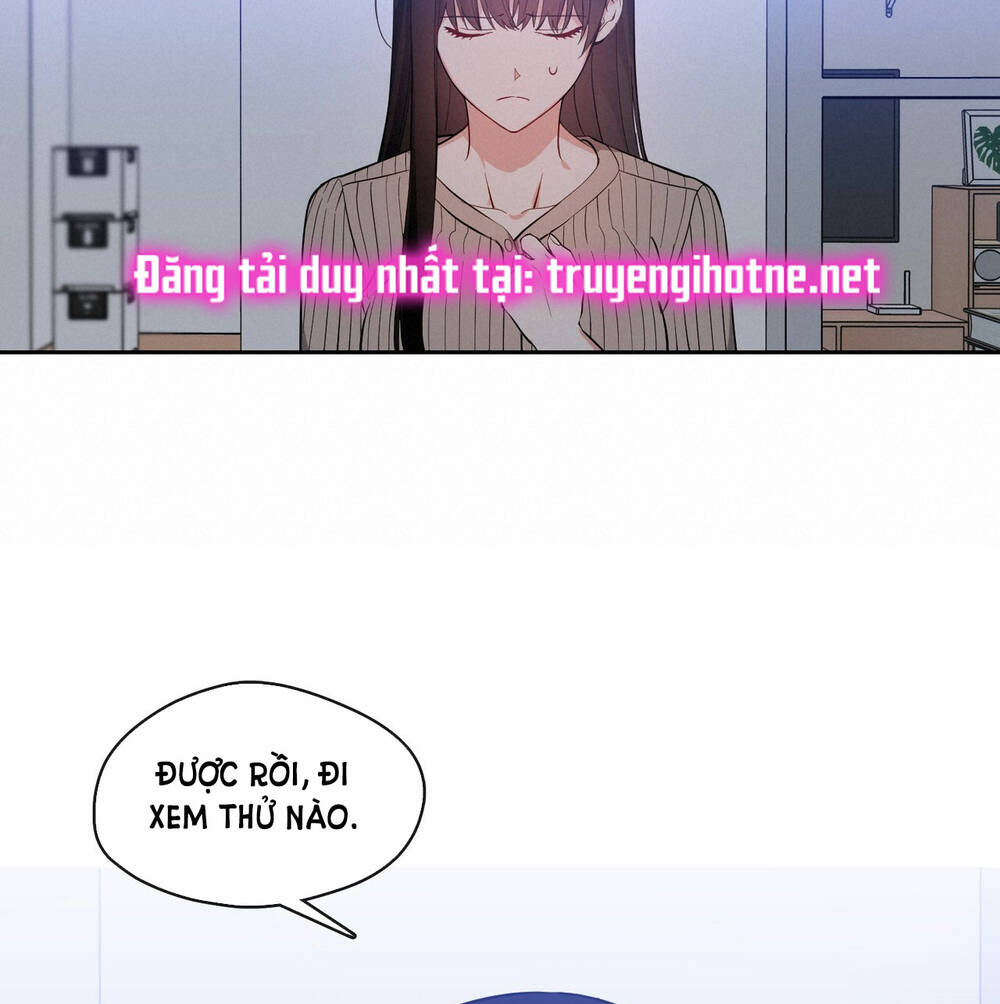 Đăng tải duy nhất tại: truyengihotne.net
ĐƯỢC RỒI, ĐI
XEM THỬ NÀO.